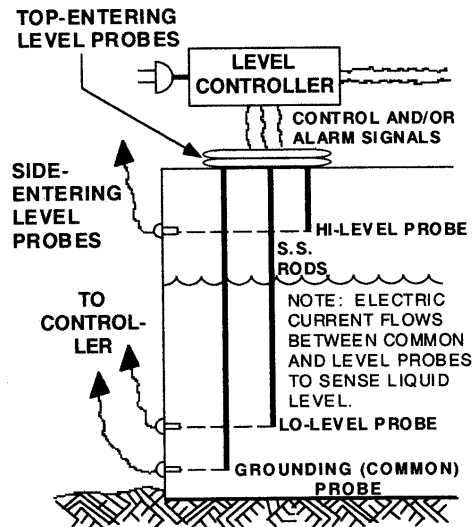 TOP-ENTERING
LEVEL PROBES
LEVEL
CONTROLLER
CONTROL AND/OR
ALARM SIGNALS
SIDE-
ENTERING
LEVEL
PROBES
HI-LEVEL PROBE
S.S.
RODS
TO
CONTROL-
LER
NOTE: ELECTRIC
CURRENT FLOWS
BETWEEN COMMON
AND LEVEL PROBES
TO SENSE LIQUID
LEVEL.
LO-LEVEL PROBE
GROUNDING (COMMON)
PROBE